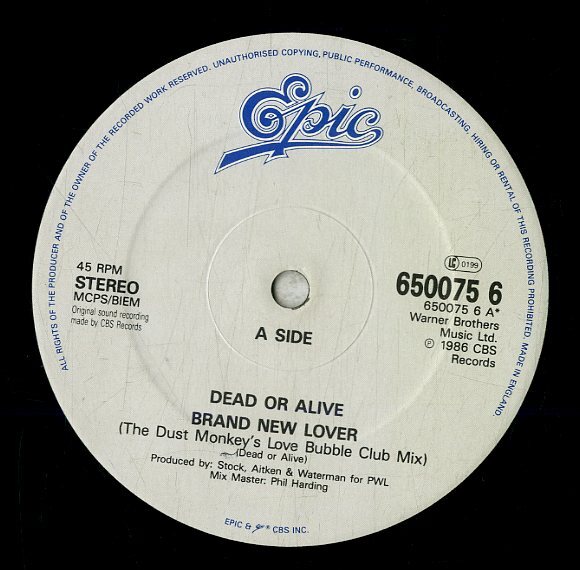 ALL RIGHTS OF THE PRODUCER AND OF THE OWNER OF THE RECORDED WORK RESERVED. UNAUTHORISED COPYING, PUBLIC PERFORMANCE, BROADCASTING, HIRING OR RENTAL OF THIS RECORDING PROHIBITED. MADE IN ENGLAND.
Epic
45 RPM
STEREO
MCPS/BIEM
Original sound recording
made by CBS Records
LC 0199
650075 6
650075 6 A*
Warner Brothers
Music Ltd.
℗ 1986 CBS
Records
A SIDE
DEAD OR ALIVE
BRAND NEW LOVER
(The Dust Monkey's Love Bubble Club Mix)
(Dead or Alive)
Produced by: Stock, Aitken & Waterman for PWL
Mix Master: Phil Harding
EPIC & CBS INC.